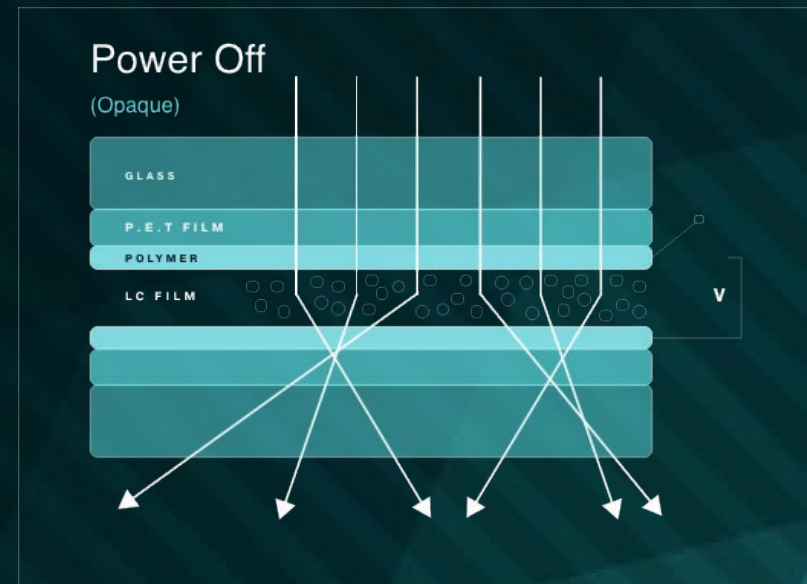 Power Off
(Opaque)
GLASS
P.E.T FILM
POLYMER
LC FILM
V